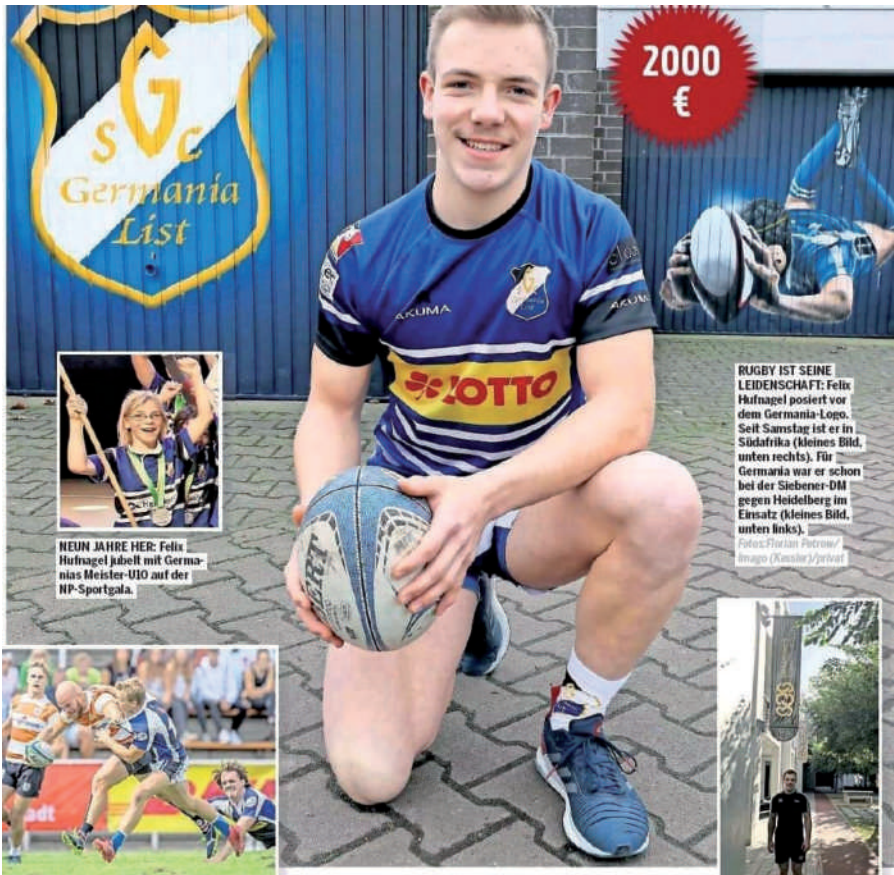 2000
€
G
S C
Germania
List
AKUMA
AKUMA
G
Germania
List
LOTTO
RUGBY IST SEINE
LEIDENSCHAFT: Felix
Hufnagel posiert vor
dem Germania-Logo.
Seit Samstag ist er in
Südafrika (kleines Bild,
unten rechts). Für
Germania war er schon
bei der Siebener-DM
gegen Heidelberg im
Einsatz (kleines Bild,
unten links).
Fotos:Florian Petrow/
Imago (Kessler)/privat
NEUN JAHRE HER: Felix
Hufnagel jubelt mit Germa-
nias Meister-U10 auf der
NP-Sportgala.
adt